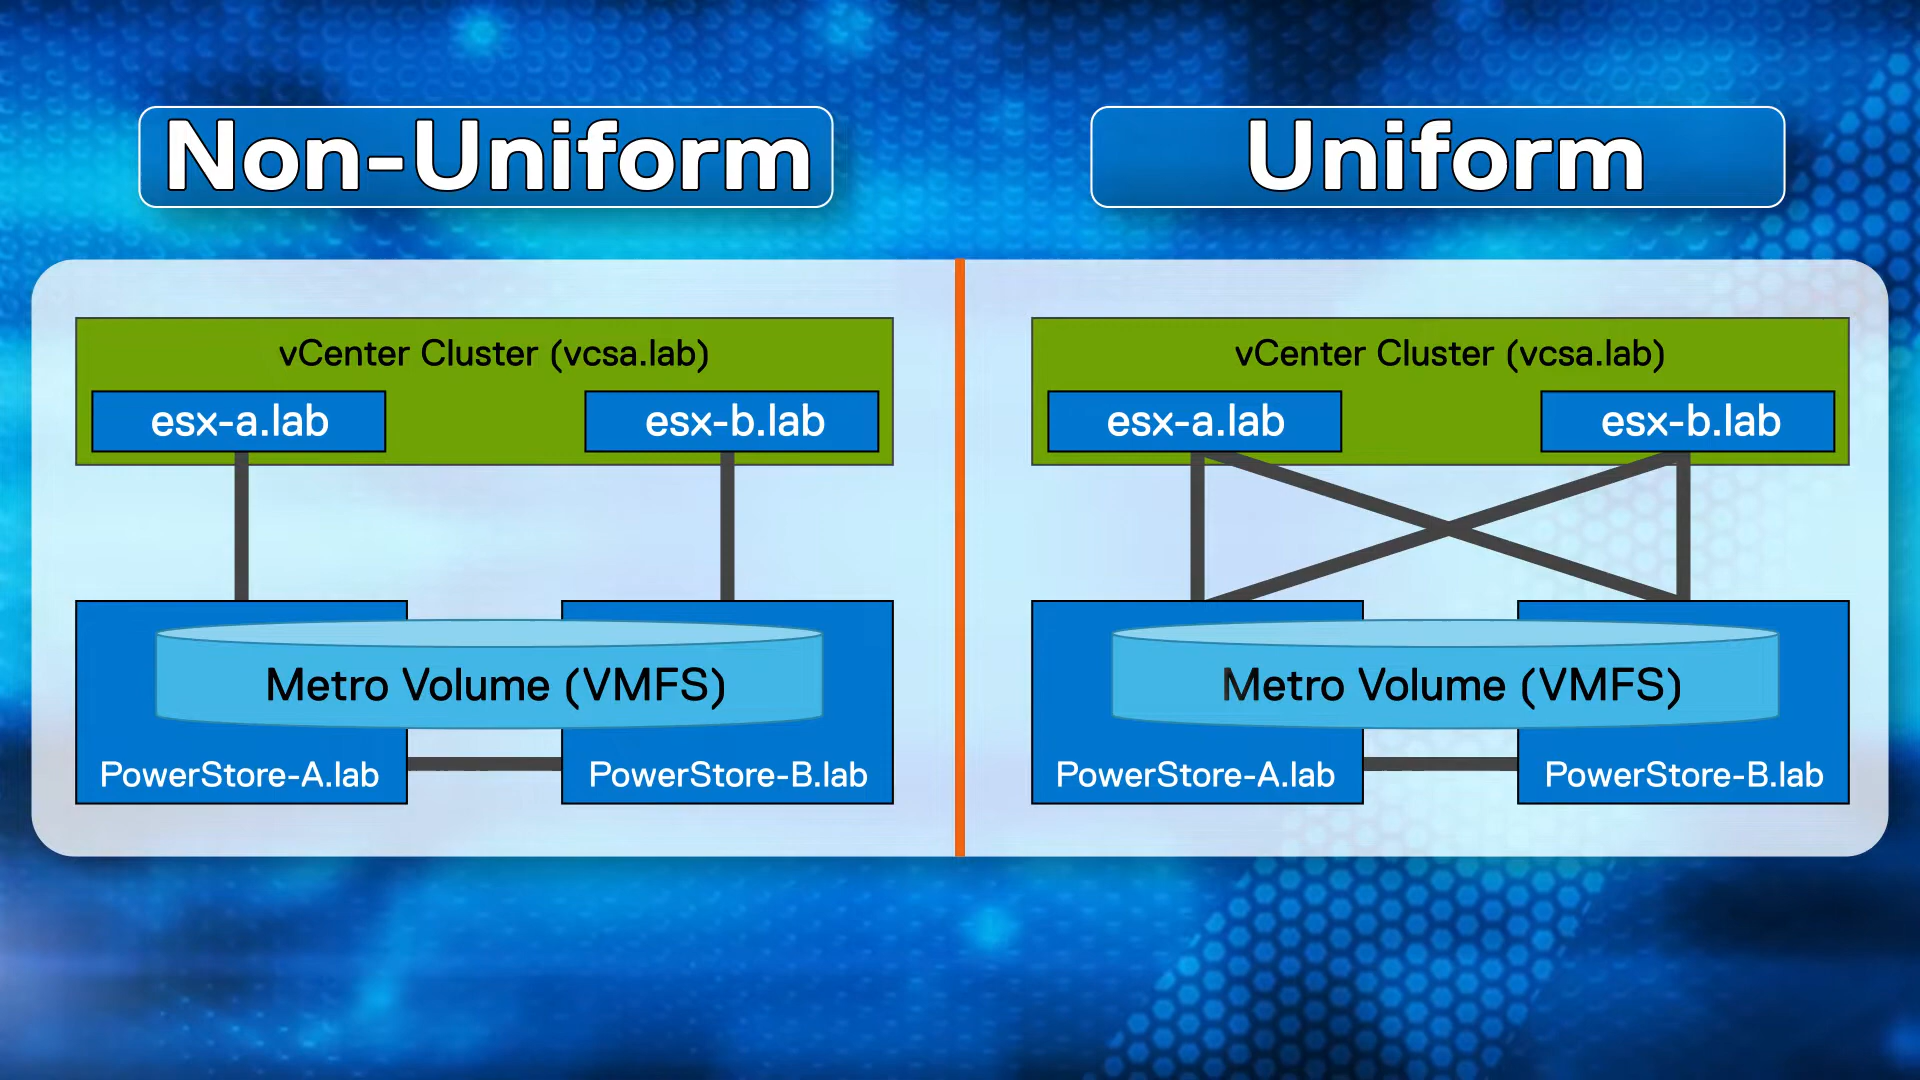 Non-Uniform
Uniform
vCenter Cluster (vcsa.lab)
esx-a.lab
esx-b.lab
Metro Volume (VMFS)
PowerStore-A.lab
PowerStore-B.lab
vCenter Cluster (vcsa.lab)
esx-a.lab
esx-b.lab
Metro Volume (VMFS)
PowerStore-A.lab
PowerStore-B.lab